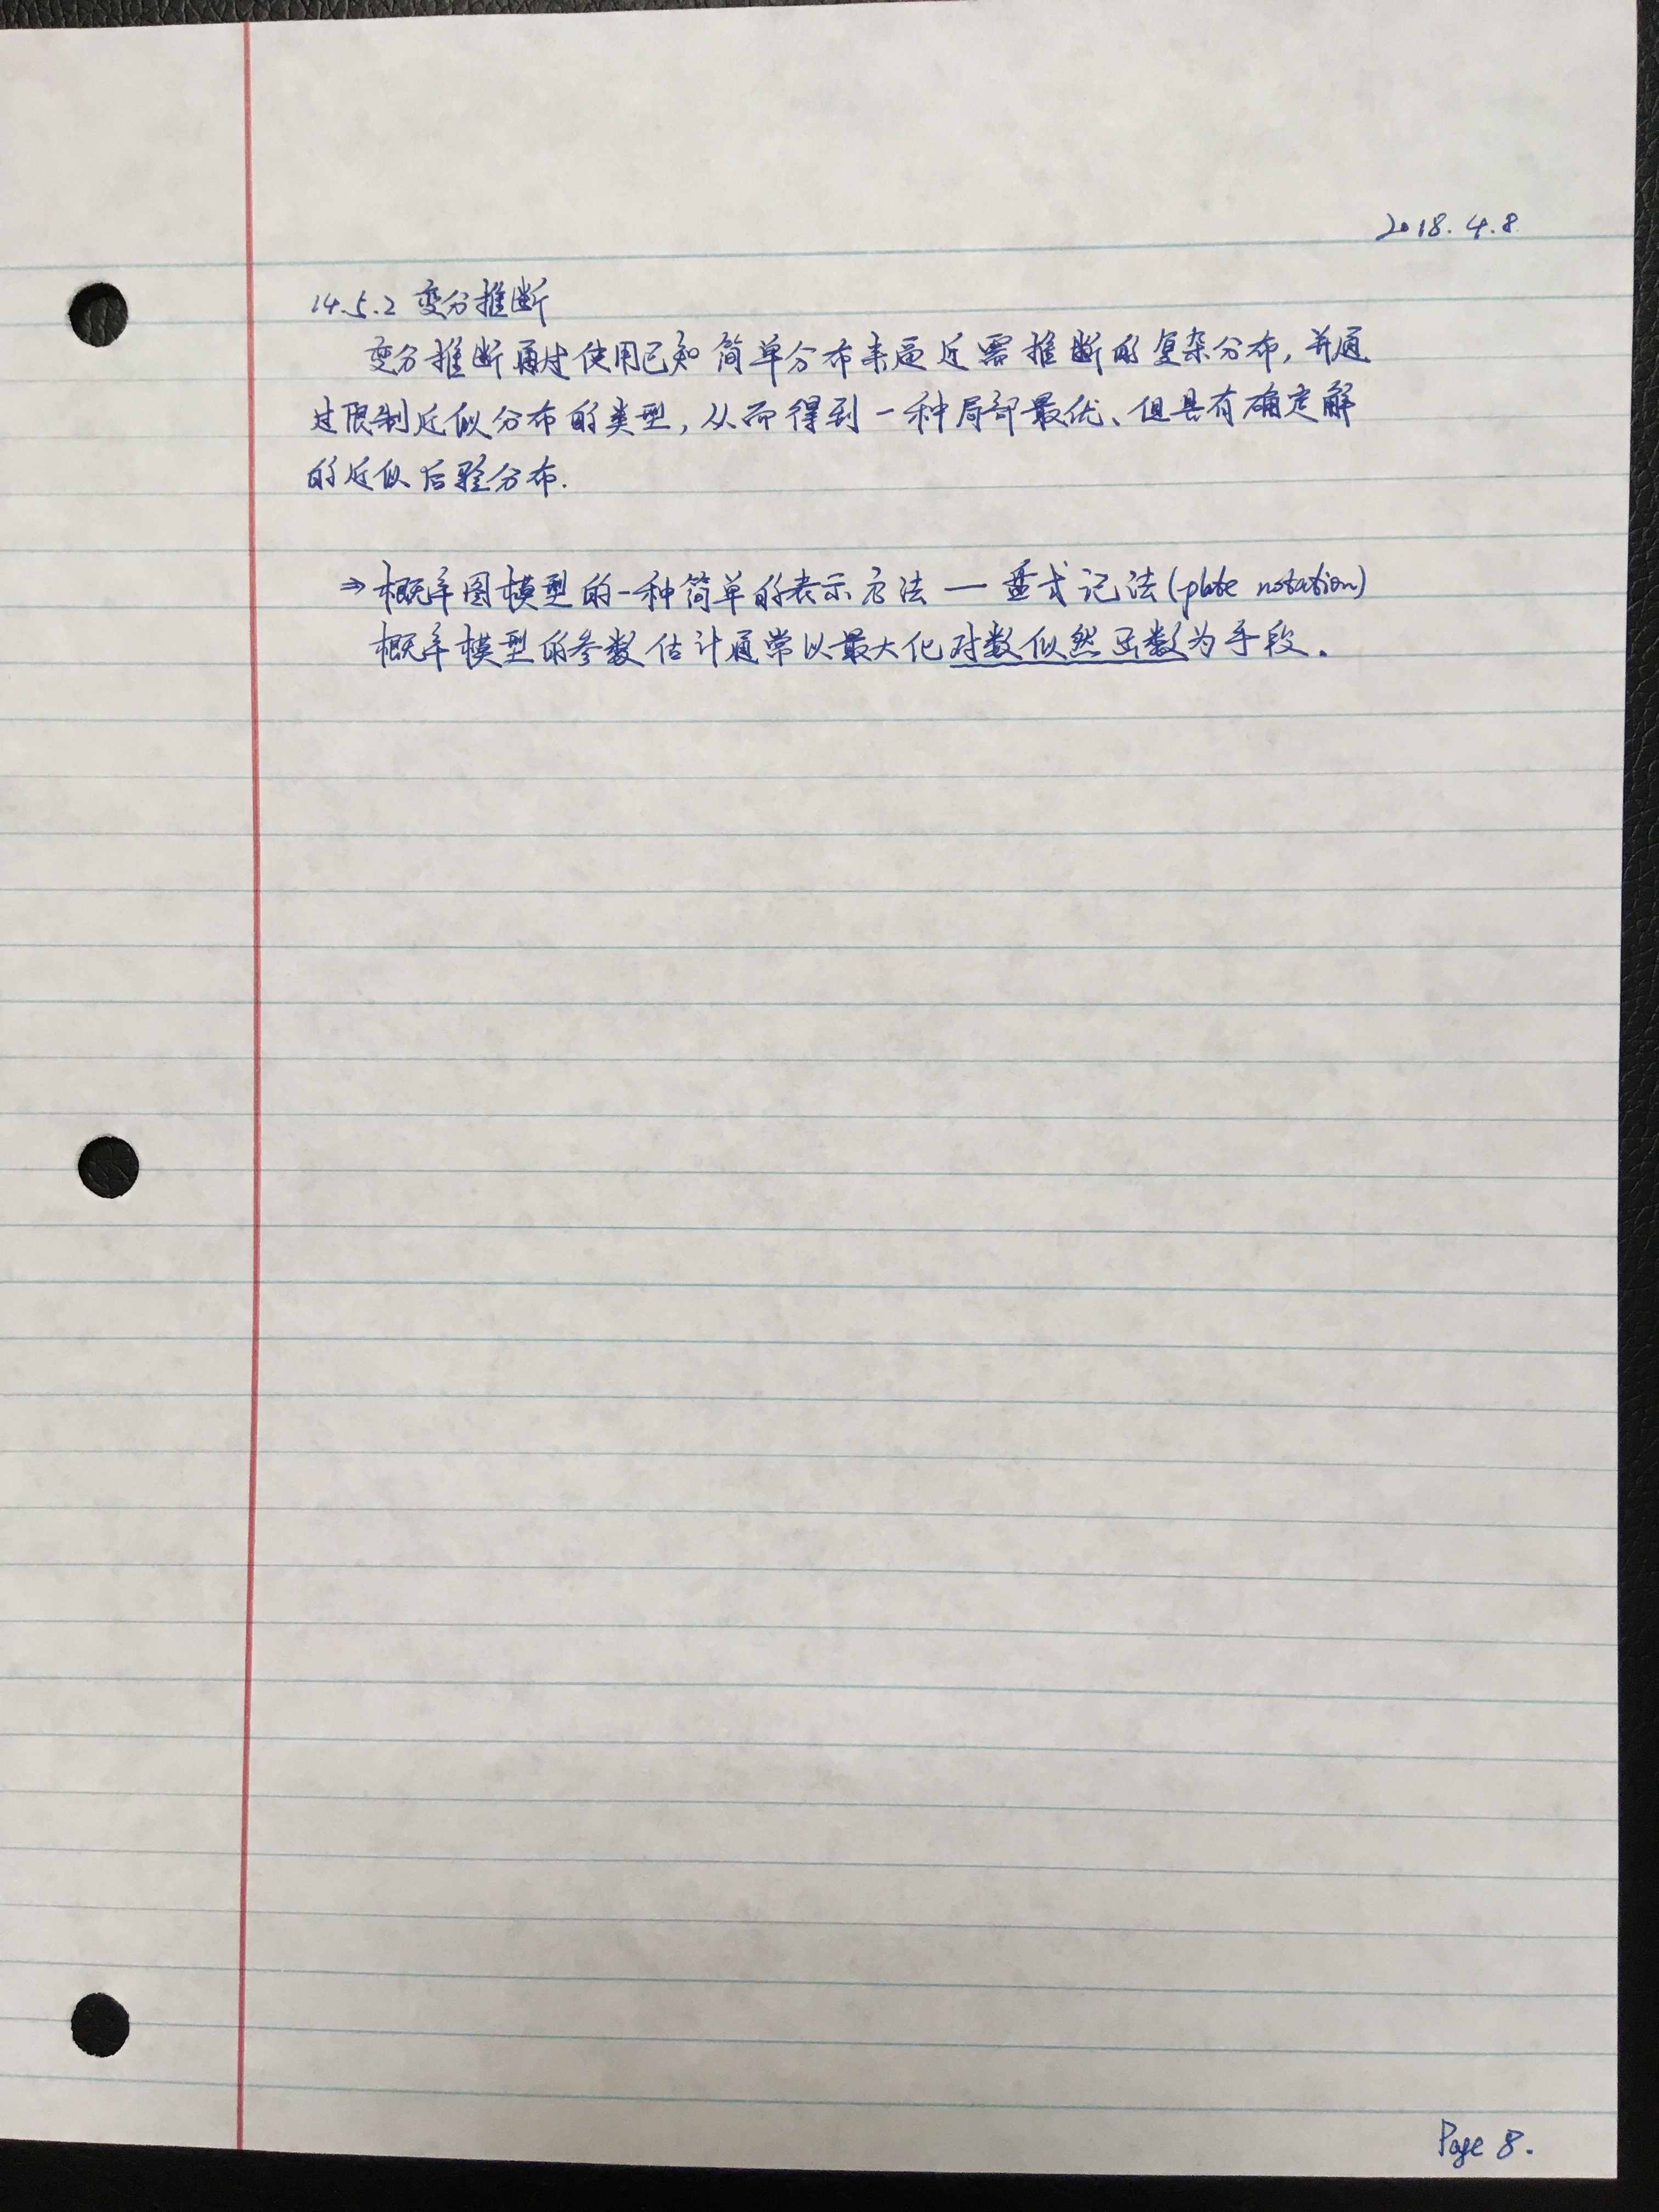 2018.4.8
14.5.2 变分推断
变分推断通过使用已知简单分布来逼近需推断的复杂分布,并通
过限制近似分布的类型,从而得到一种局部最优、但具有确定解
的近似后验分布.
⇒概率图模型的一种简单的表示方法 — 盘式记法(plate notation)
概率模型的参数估计通常以最大化对数似然函数为手段.
Page 8.